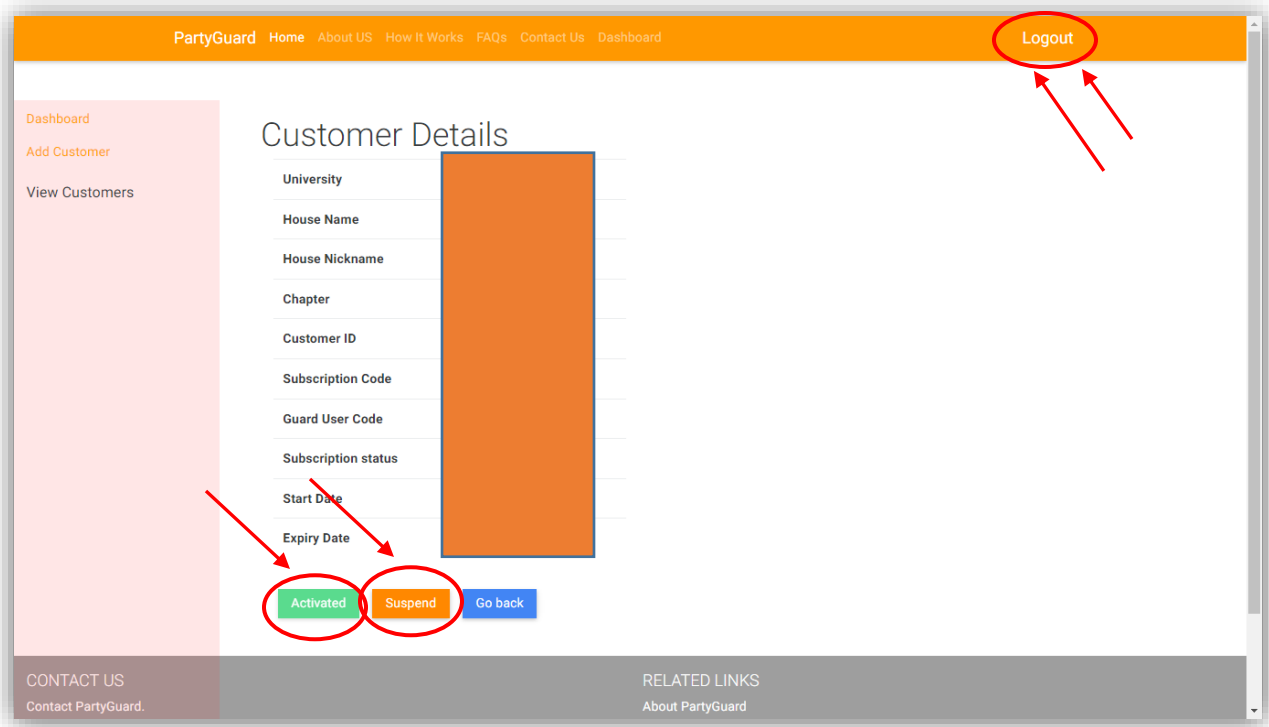 PartyGuard Home About US How It Works FAQs Contact Us Dashboard Logout
Dashboard
Add Customer
View Customers
Customer Details
University
House Name
House Nickname
Chapter
Customer ID
Subscription Code
Guard User Code
Subscription status
Start Date
Expiry Date
Activated Suspend Go back
CONTACT US
Contact PartyGuard.
RELATED LINKS
About PartyGuard